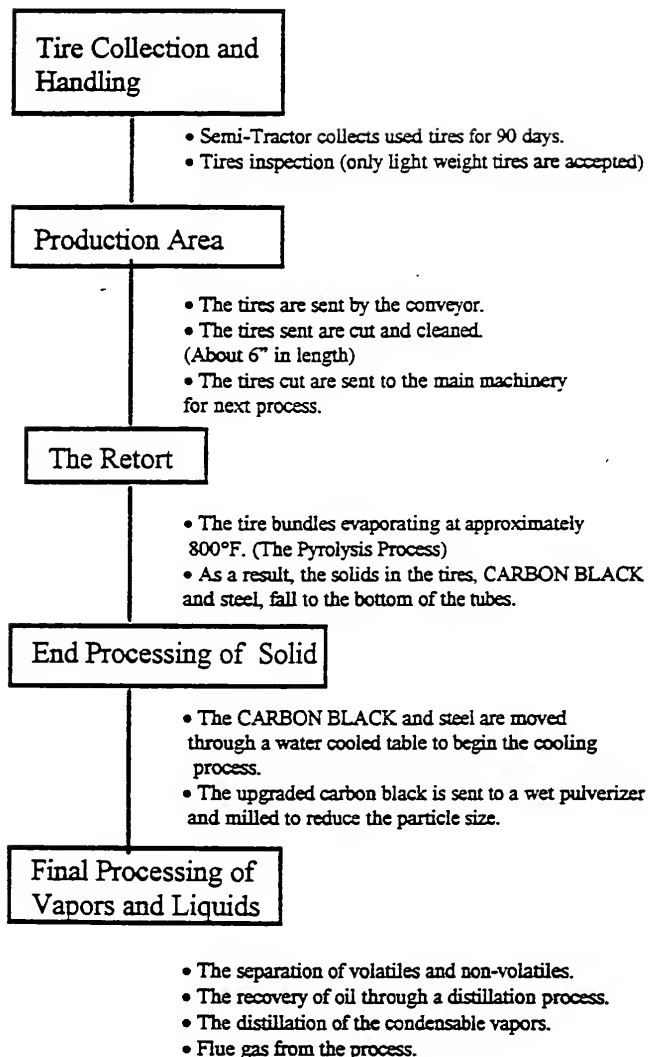 Tire Collection and
Handling
• Semi-Tractor collects used tires for 90 days.
• Tires inspection (only light weight tires are accepted)
Production Area
• The tires are sent by the conveyor.
• The tires sent are cut and cleaned.
(About 6" in length)
• The tires cut are sent to the main machinery
for next process.
The Retort
• The tire bundles evaporating at approximately
800°F. (The Pyrolysis Process)
• As a result, the solids in the tires, CARBON BLACK
and steel, fall to the bottom of the tubes.
End Processing of Solid
• The CARBON BLACK and steel are moved
through a water cooled table to begin the cooling
process.
• The upgraded carbon black is sent to a wet pulverizer
and milled to reduce the particle size.
Final Processing of
Vapors and Liquids
• The separation of volatiles and non-volatiles.
• The recovery of oil through a distillation process.
• The distillation of the condensable vapors.
• Flue gas from the process.